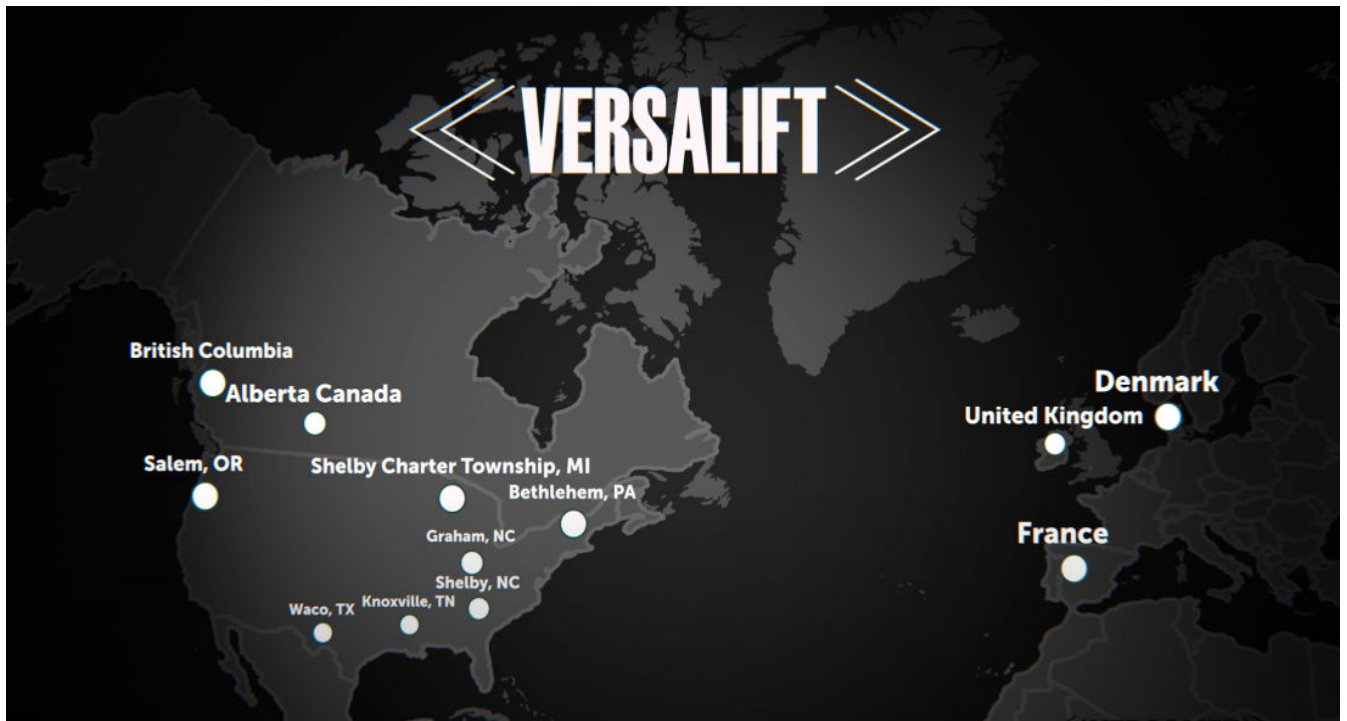 VERSALIFT
British Columbia
Alberta Canada
Salem, OR
Shelby Charter Township, MI
Bethlehem, PA
Graham, NC
Shelby, NC
Knoxville, TN
Waco, TX
Denmark
United Kingdom
France